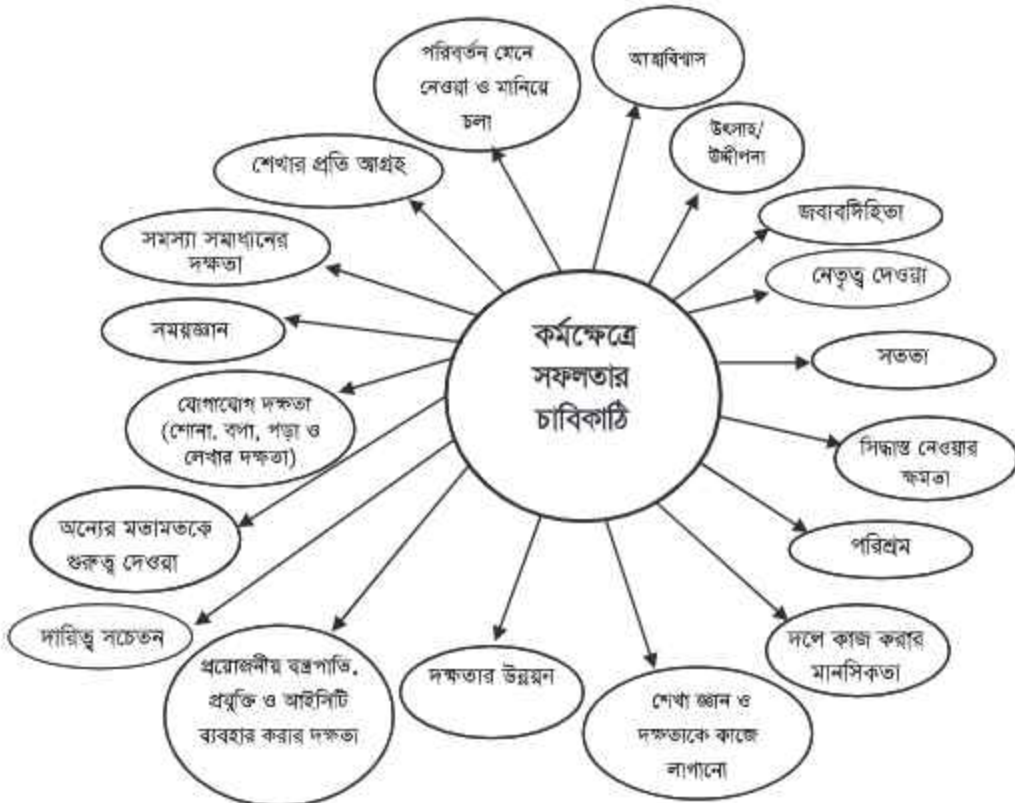 পরিবর্তন মেনে
নেওয়া ও মানিয়ে
চলা
আত্মবিশ্বাস
উৎসাহ/
উদ্দীপনা
শেখার প্রতি আগ্রহ
জবাবদিহিতা
সমস্যা সমাধানের
দক্ষতা
নেতৃত্ব দেওয়া
কর্মক্ষেত্রে
সফলতার
চাবিকাঠি
সময়জ্ঞান
সততা
যোগাযোগ দক্ষতা
(শোনা, বলা, পড়া ও
লেখার দক্ষতা)
সিদ্ধান্ত নেওয়ার
ক্ষমতা
অন্যের মতামতকে
গুরুত্ব দেওয়া
পরিশ্রম
দায়িত্ব সচেতন
দলে কাজ করার
মানসিকতা
প্রয়োজনীয় যন্ত্রপাতি,
প্রযুক্তি ও আইসিটি
ব্যবহার করার দক্ষতা
দক্ষতার উন্নয়ন
শেখা জ্ঞান ও
দক্ষতাকে কাজে
লাগানো